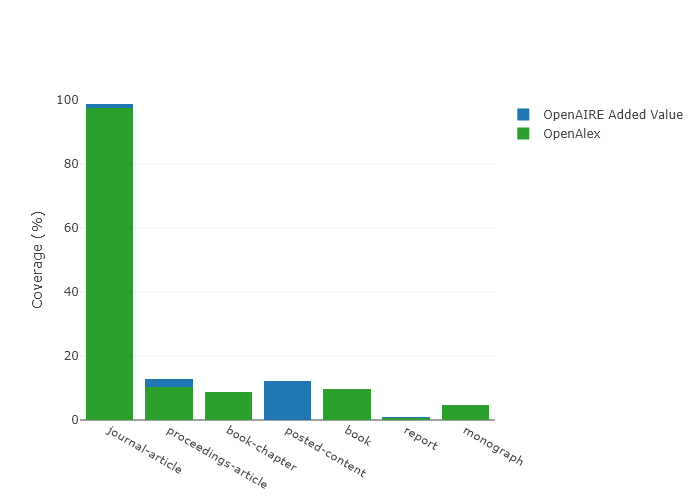 100
80
60
40
20
0
Coverage (%)
journal-article
proceedings-article
book-chapter
posted-content
book
report
monograph
OpenAIRE Added Value
OpenAlex